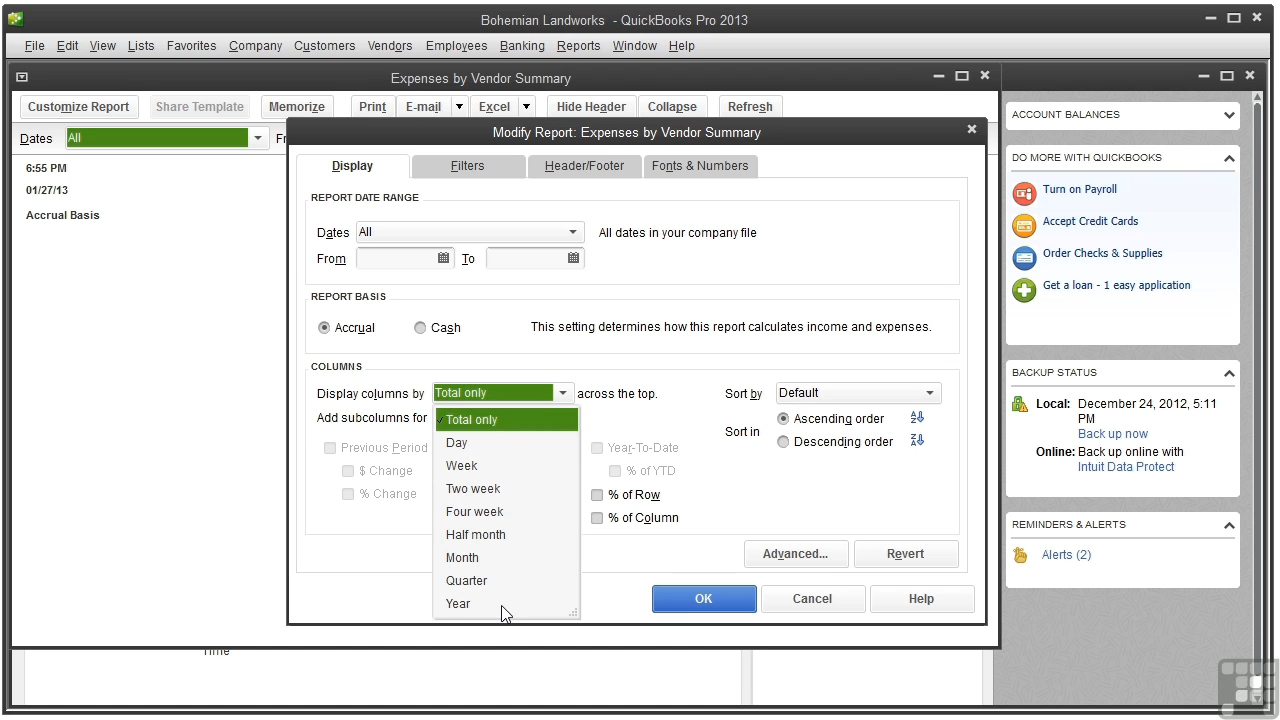 Bohemian Landworks - QuickBooks Pro 2013
File Edit View Lists Favorites Company Customers Vendors Employees Banking Reports Window Help
Expenses by Vendor Summary
Customize Report Share Template Memorize Print E-mail Excel Hide Header Collapse Refresh
Dates All
6:55 PM
01/27/13
Accrual Basis
Modify Report: Expenses by Vendor Summary
Display Filters Header/Footer Fonts & Numbers
REPORT DATE RANGE
Dates All All dates in your company file
From To
REPORT BASIS
Accrual Cash This setting determines how this report calculates income and expenses.
COLUMNS
Display columns by Total only across the top. Sort by Default
Add subcolumns for
Total only
Day
Week
Two week
Four week
Half month
Month
Quarter
Year
Previous Period
$ Change
% Change
Year-To-Date
% of YTD
% of Row
% of Column
Sort in Ascending order
Descending order
Advanced... Revert
OK Cancel Help
ACCOUNT BALANCES
DO MORE WITH QUICKBOOKS
Turn on Payroll
Accept Credit Cards
Order Checks & Supplies
Get a loan - 1 easy application
BACKUP STATUS
Local: December 24, 2012, 5:11
PM
Back up now
Online: Back up online with
Intuit Data Protect
REMINDERS & ALERTS
Alerts (2)